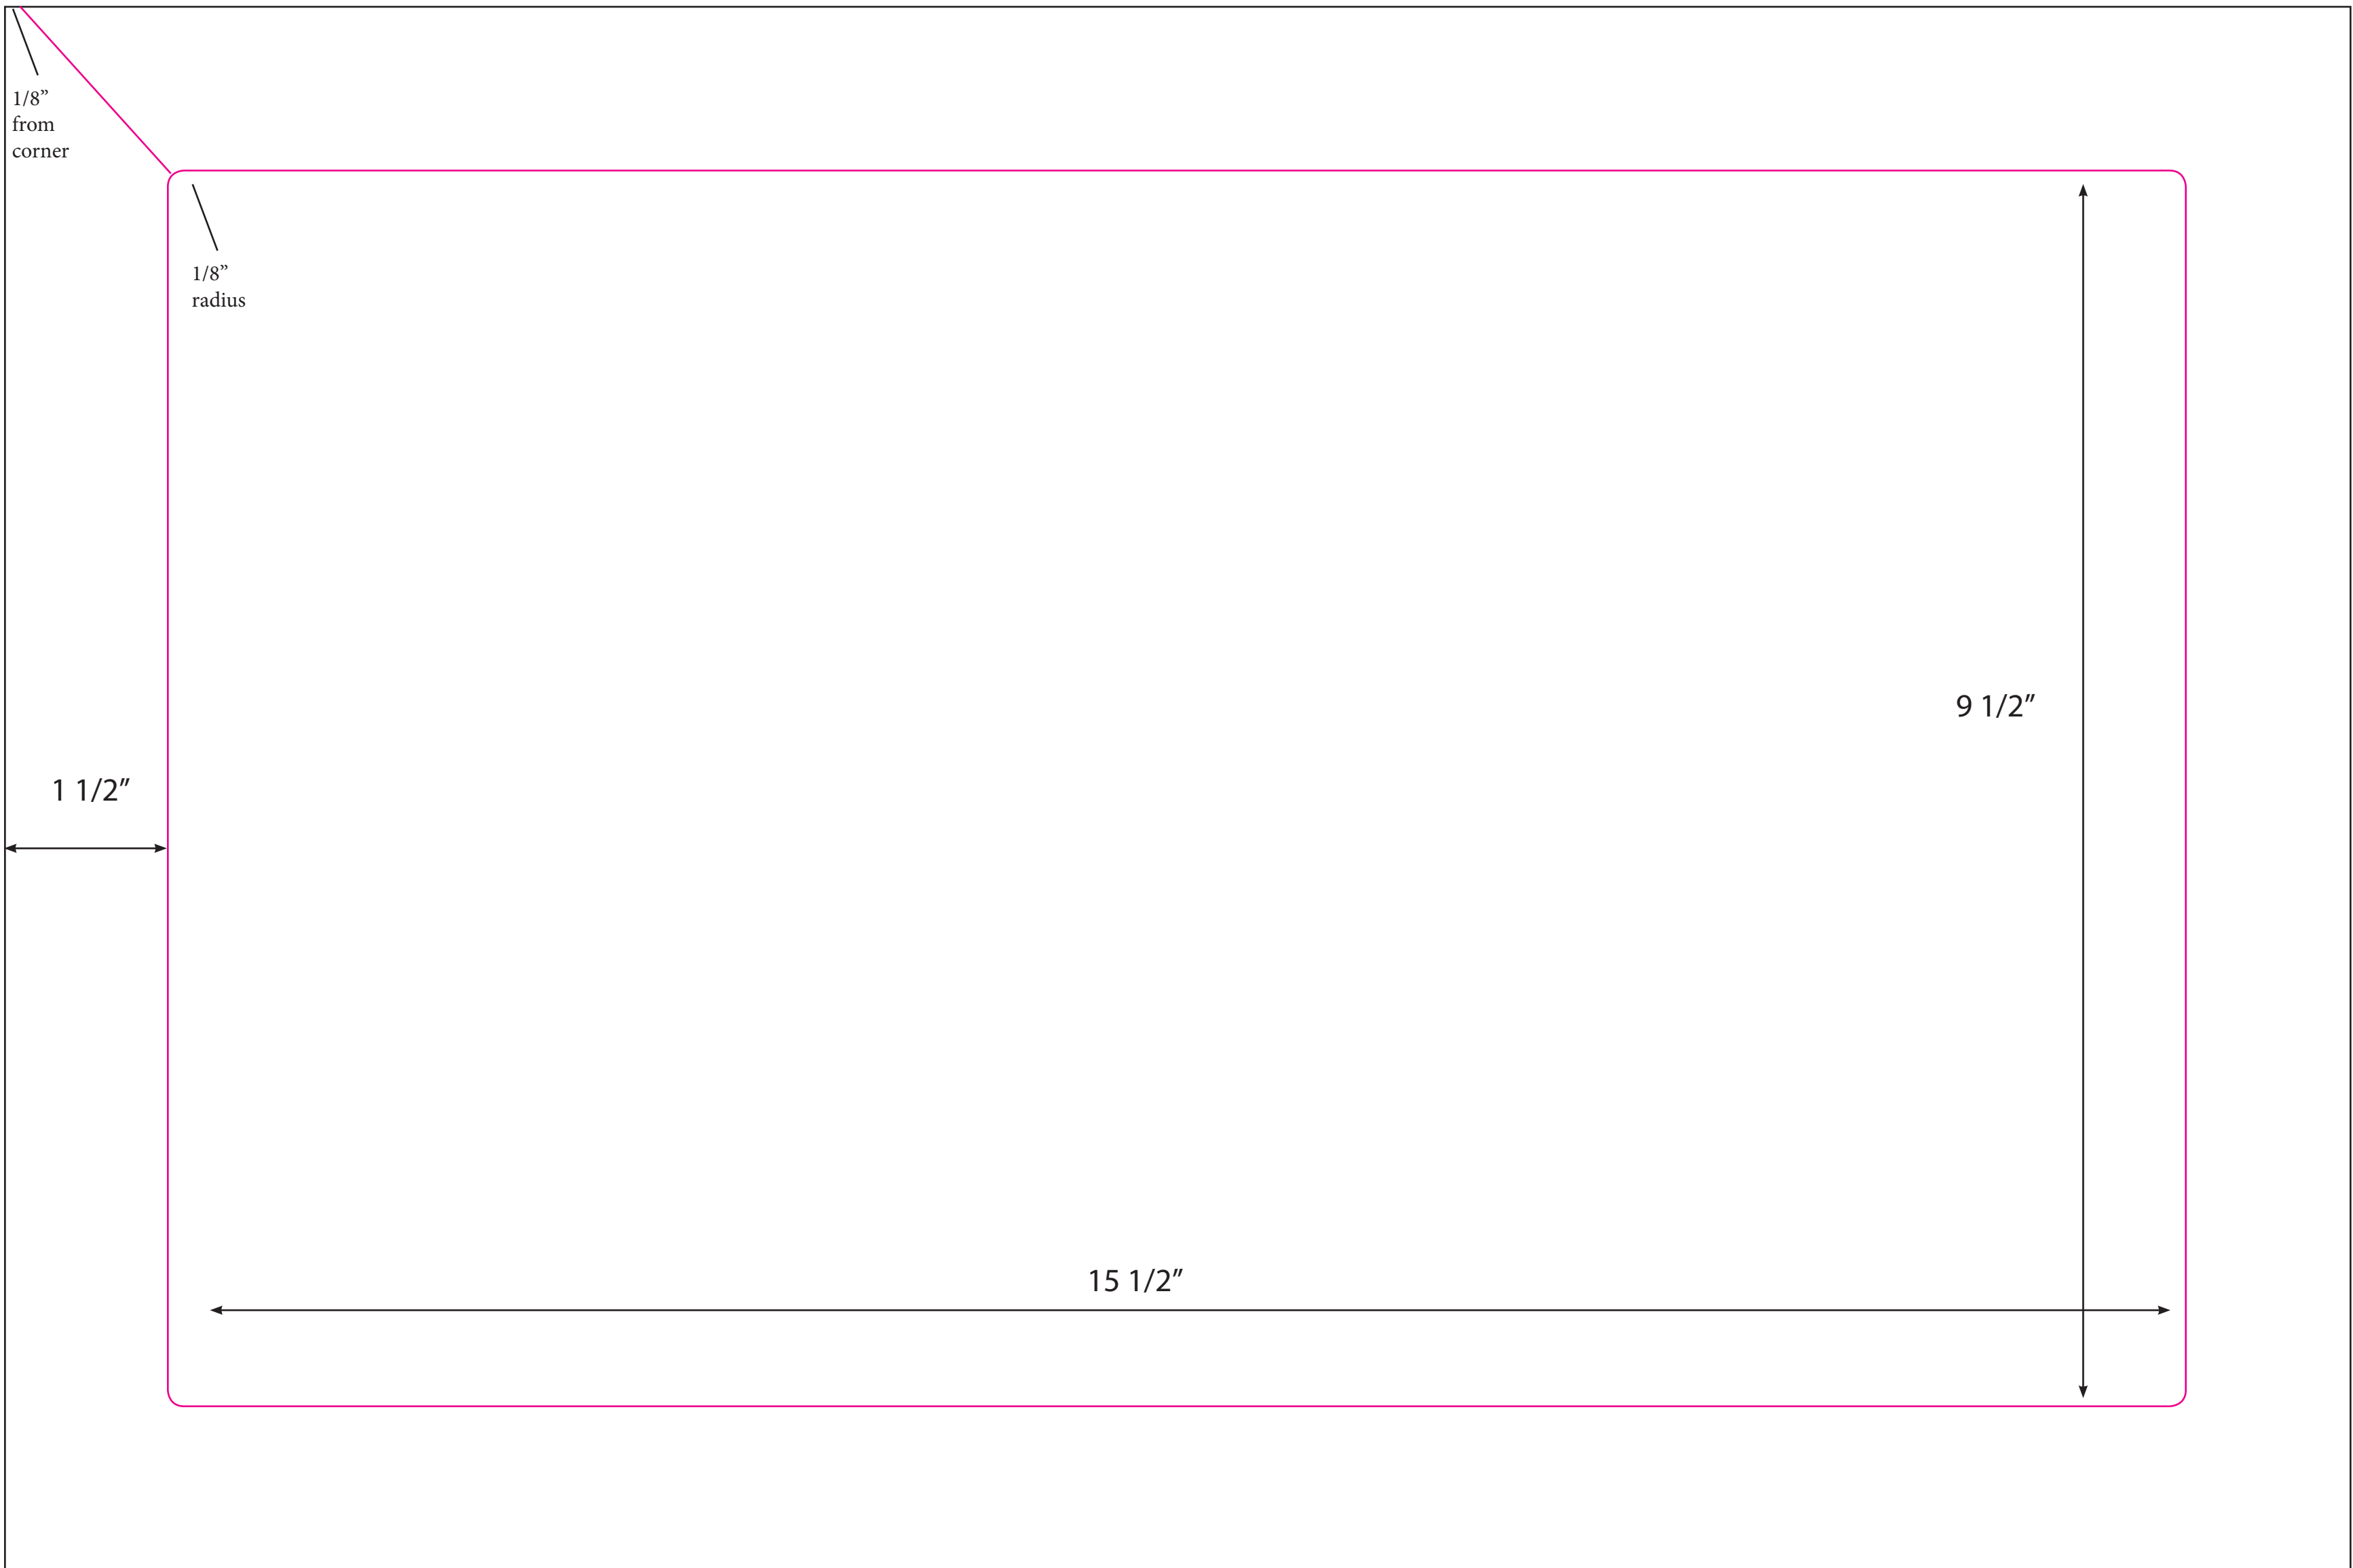 1/8”
from
corner
1/8”
radius
9 1/2”
1 1/2”
15 1/2”